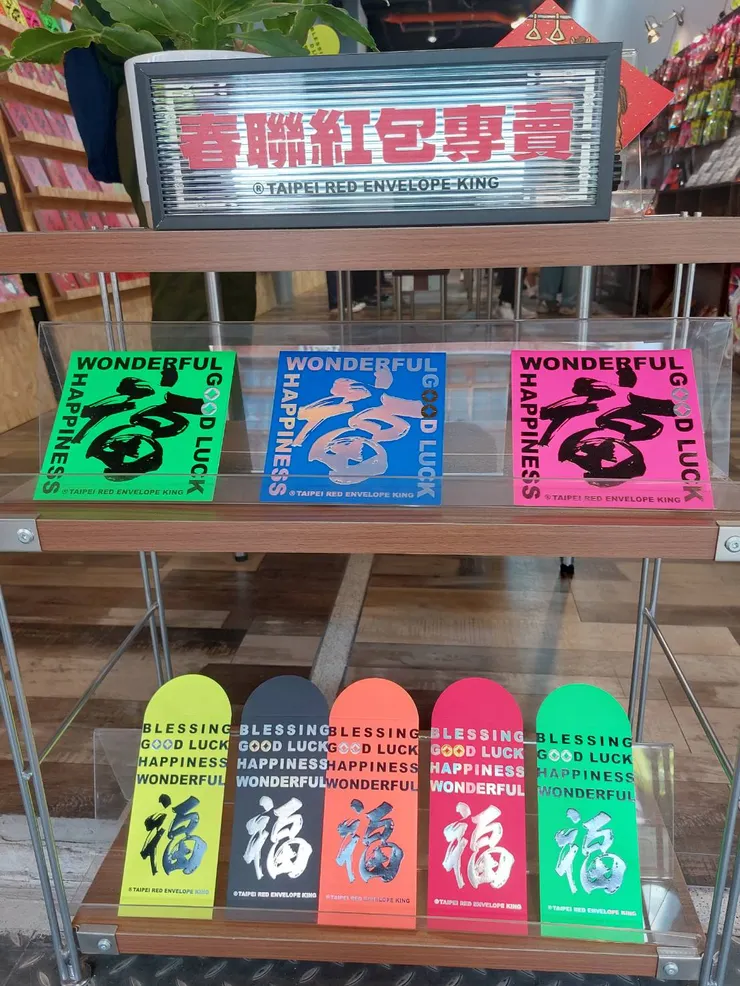 春聯紅包專賣
® TAIPEI RED ENVELOPE KING
WONDERFUL
GOOD LUCK
HAPPINESS
福
® TAIPEI RED ENVELOPE KING
WONDERFUL
GOOD LUCK
HAPPINESS
福
® TAIPEI RED ENVELOPE KING
WONDERFUL
GOOD LUCK
HAPPINESS
福
® TAIPEI RED ENVELOPE KING
BLESSING
GOOD LUCK
HAPPINESS
WONDERFUL
福
® TAIPEI RED ENVELOPE KING
BLESSING
GOOD LUCK
HAPPINESS
WONDERFUL
福
® TAIPEI RED ENVELOPE KING
BLESSING
GOOD LUCK
HAPPINESS
WONDERFUL
福
® TAIPEI RED ENVELOPE KING
BLESSING
GOOD LUCK
HAPPINESS
WONDERFUL
福
® TAIPEI RED ENVELOPE KING
BLESSING
GOOD LUCK
HAPPINESS
WONDERFUL
福
® TAIPEI RED ENVELOPE KING